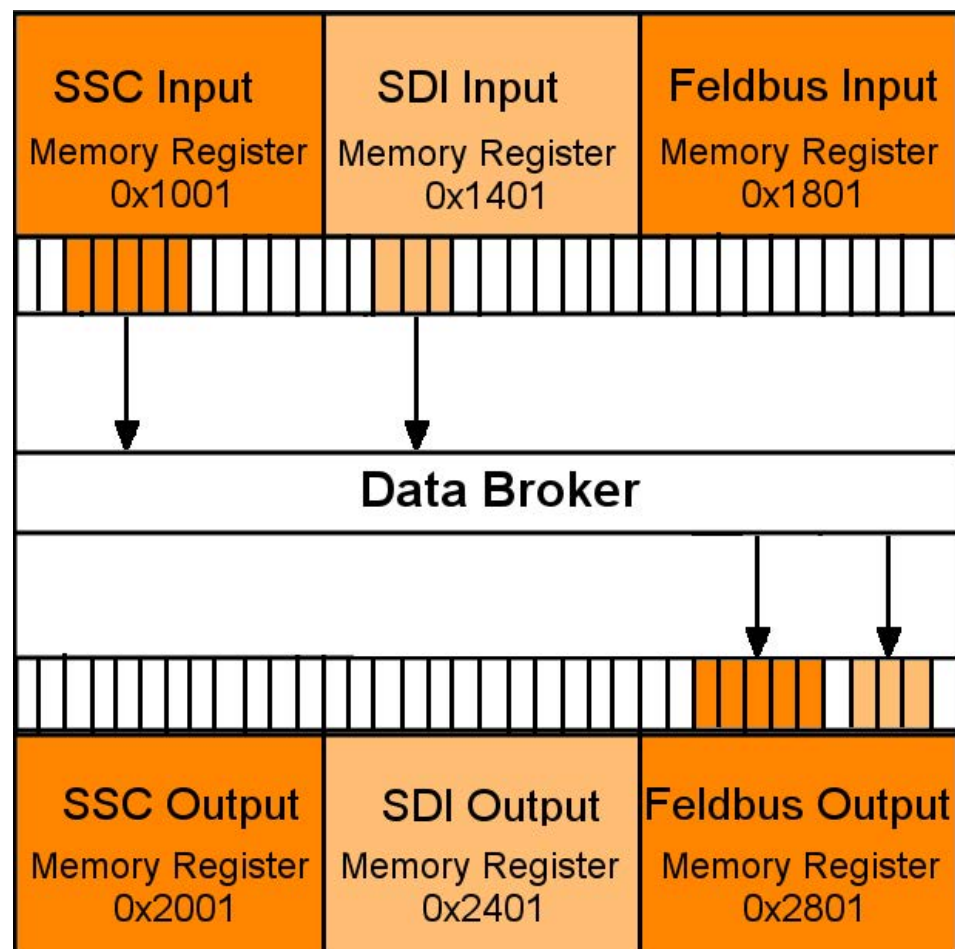 SSC Input
Memory Register
0x1001
SDI Input
Memory Register
0x1401
Feldbus Input
Memory Register
0x1801
Data Broker
SSC Output
Memory Register
0x2001
SDI Output
Memory Register
0x2401
Feldbus Output
Memory Register
0x2801